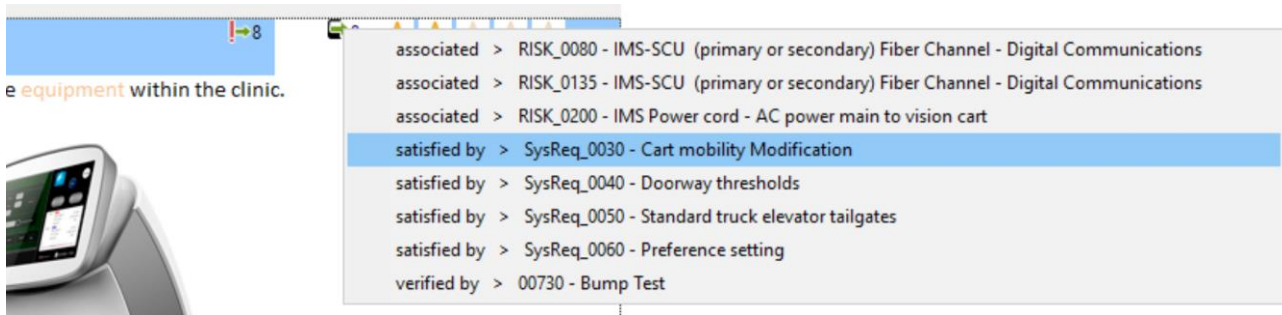 8
associated > RISK_0080 - IMS-SCU (primary or secondary) Fiber Channel - Digital Communications
associated > RISK_0135 - IMS-SCU (primary or secondary) Fiber Channel - Digital Communications
associated > RISK_0200 - IMS Power cord - AC power main to vision cart
satisfied by > SysReq_0030 - Cart mobility Modification
satisfied by > SysReq_0040 - Doorway thresholds
satisfied by > SysReq_0050 - Standard truck elevator tailgates
satisfied by > SysReq_0060 - Preference setting
verified by > 00730 - Bump Test
e equipment within the clinic.